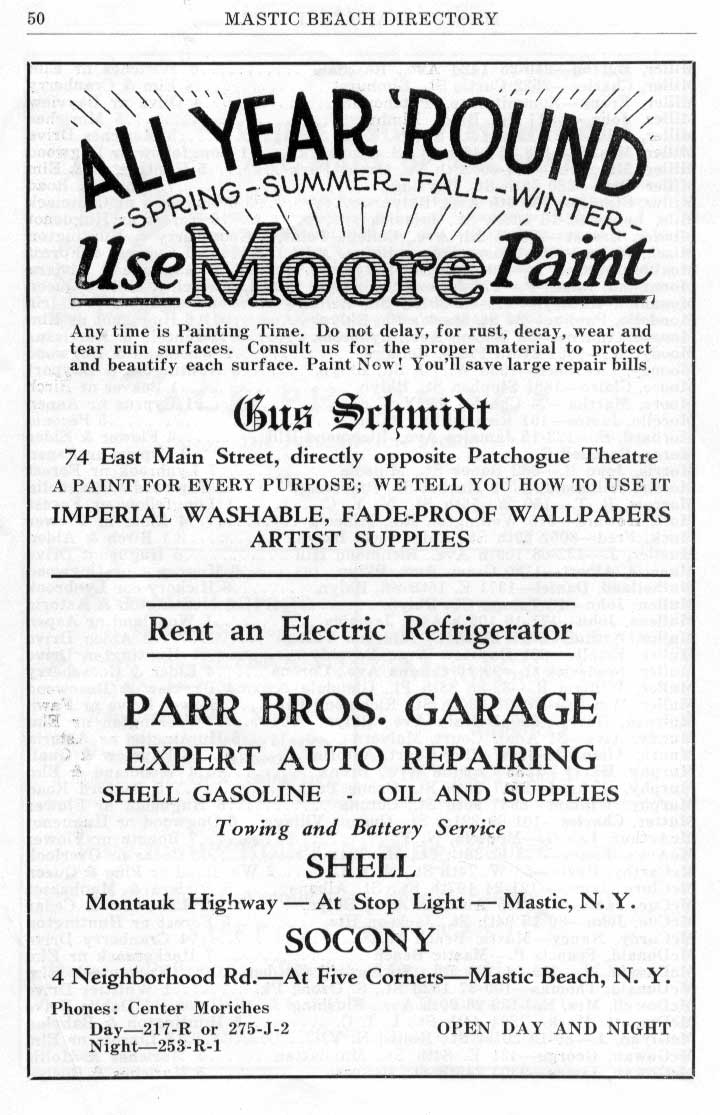 50 MASTIC BEACH DIRECTORY
ALL YEAR 'ROUND
-SPRING-SUMMER-FALL-WINTER-
Use Moore Paint
Any time is Painting Time. Do not delay, for rust, decay, wear and
tear ruin surfaces. Consult us for the proper material to protect
and beautify each surface. Paint Now! You'll save large repair bills.
Gus Schmidt
74 East Main Street, directly opposite Patchogue Theatre
A PAINT FOR EVERY PURPOSE; WE TELL YOU HOW TO USE IT
IMPERIAL WASHABLE, FADE-PROOF WALLPAPERS
ARTIST SUPPLIES
Rent an Electric Refrigerator
PARR BROS. GARAGE
EXPERT AUTO REPAIRING
SHELL GASOLINE - OIL AND SUPPLIES
Towing and Battery Service
SHELL
Montauk Highway — At Stop Light — Mastic, N. Y.
SOCONY
4 Neighborhood Rd.—At Five Corners—Mastic Beach, N. Y.
Phones: Center Moriches
Day—217-R or 275-J-2 OPEN DAY AND NIGHT
Night—253-R-1